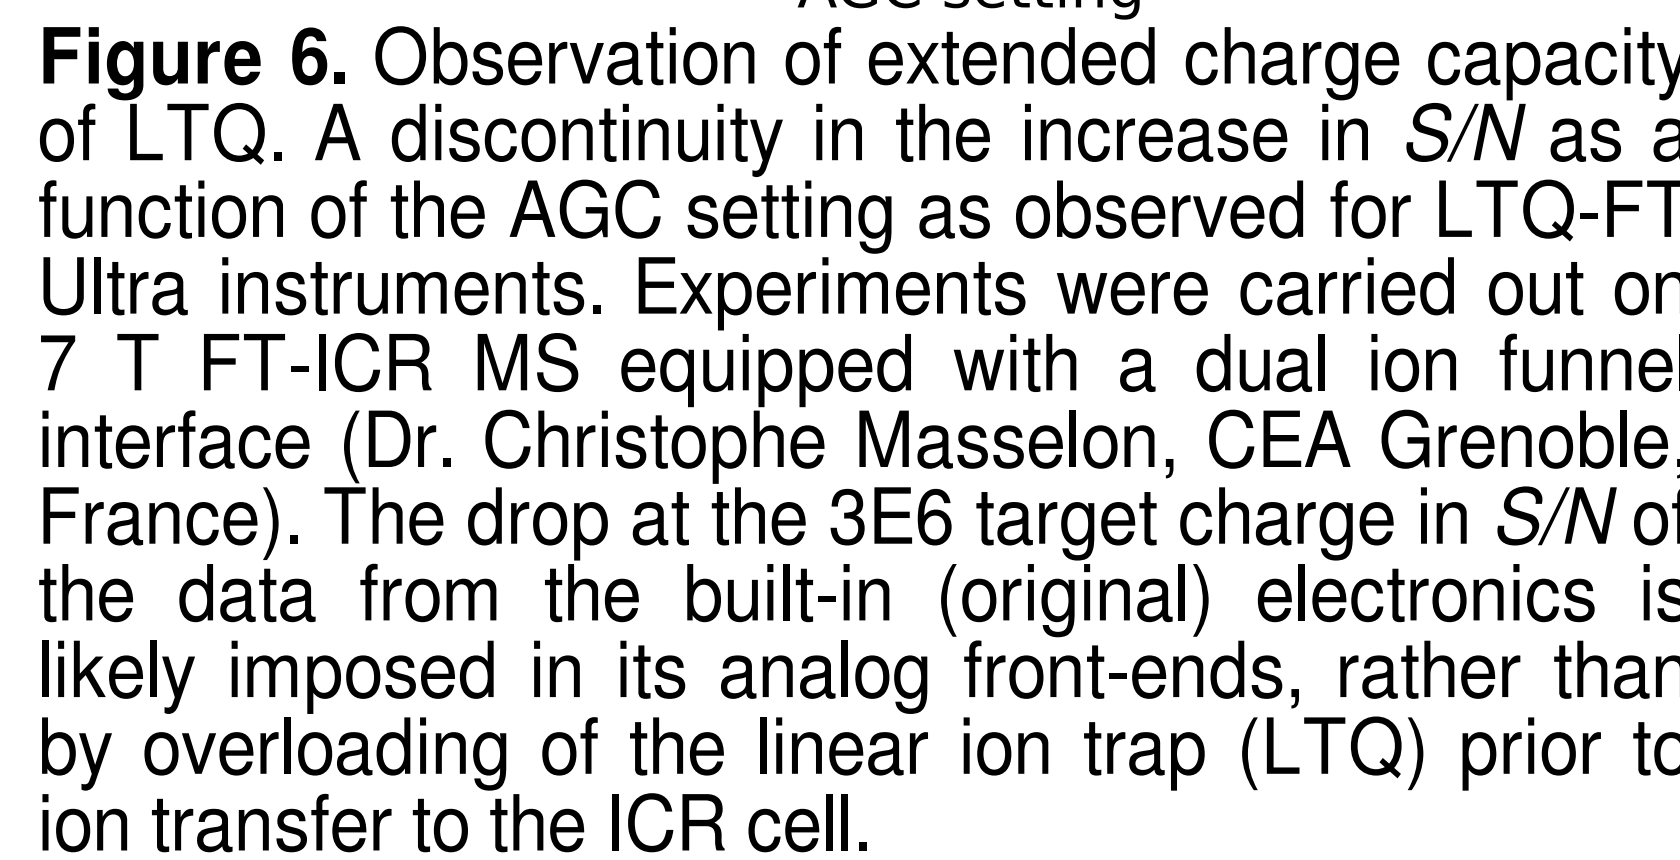 AGC setting
Figure 6. Observation of extended charge capacity
of LTQ. A discontinuity in the increase in S/N as a
function of the AGC setting as observed for LTQ-FT
Ultra instruments. Experiments were carried out on
7 T FT-ICR MS equipped with a dual ion funnel
interface (Dr. Christophe Masselon, CEA Grenoble,
France). The drop at the 3E6 target charge in S/N of
the data from the built-in (original) electronics is
likely imposed in its analog front-ends, rather than
by overloading of the linear ion trap (LTQ) prior to
ion transfer to the ICR cell.